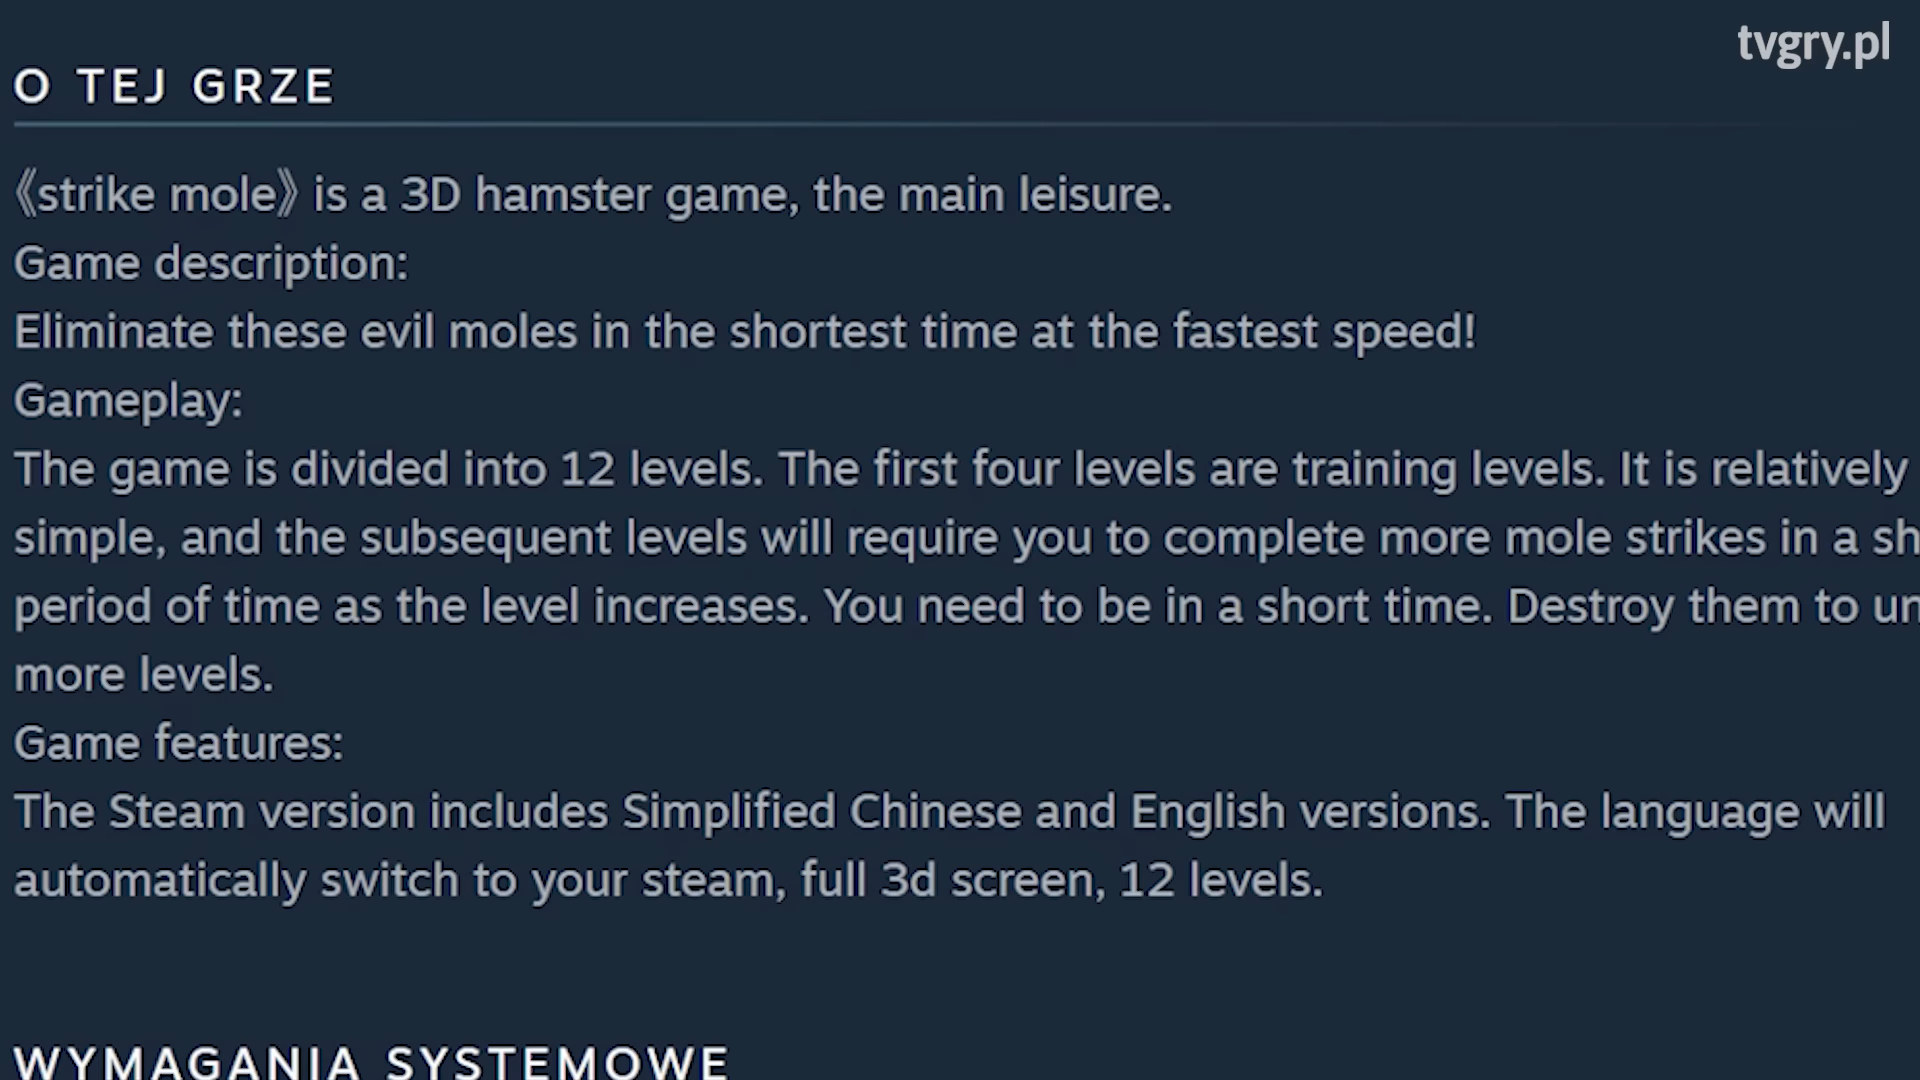 tvgry.pl
O TEJ GRZE
《strike mole》 is a 3D hamster game, the main leisure.
Game description:
Eliminate these evil moles in the shortest time at the fastest speed!
Gameplay:
The game is divided into 12 levels. The first four levels are training levels. It is relatively
simple, and the subsequent levels will require you to complete more mole strikes in a sh
period of time as the level increases. You need to be in a short time. Destroy them to un
more levels.
Game features:
The Steam version includes Simplified Chinese and English versions. The language will
automatically switch to your steam, full 3d screen, 12 levels.
WYMAGANIA SYSTEMOWE